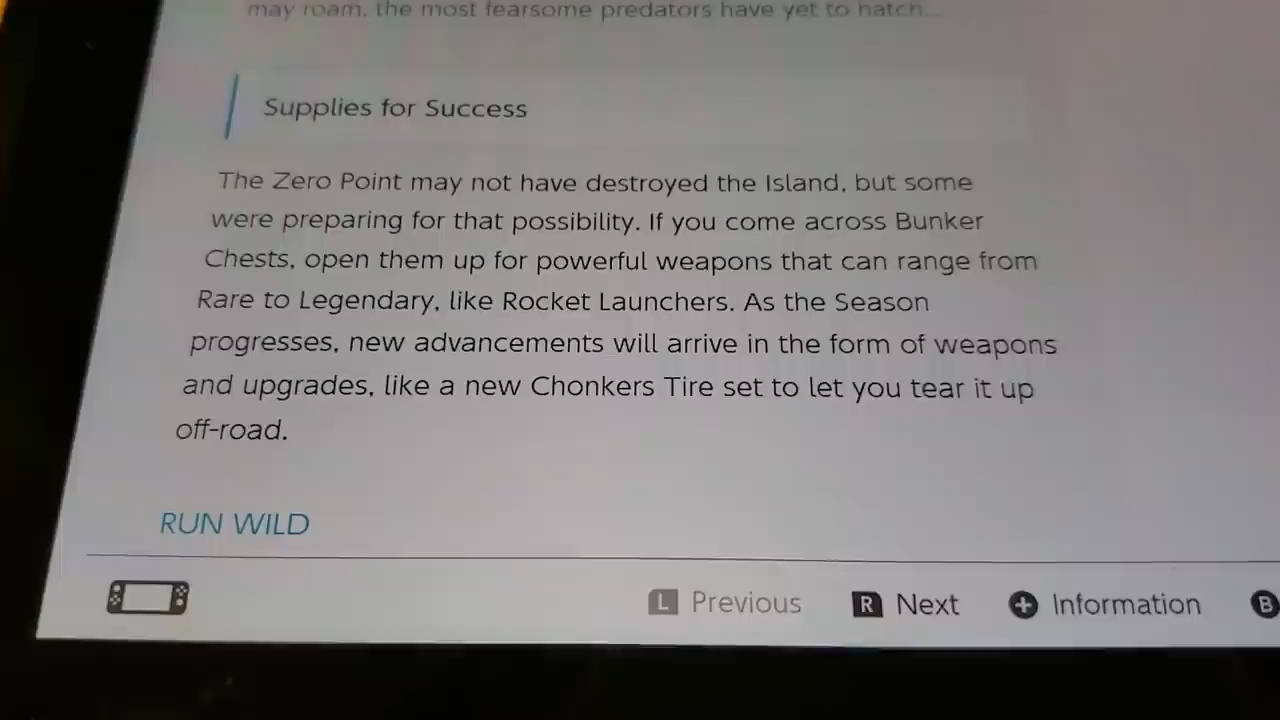 may roam, the most fearsome predators have yet to hatch...
Supplies for Success
The Zero Point may not have destroyed the Island, but some
were preparing for that possibility. If you come across Bunker
Chests, open them up for powerful weapons that can range from
Rare to Legendary, like Rocket Launchers. As the Season
progresses, new advancements will arrive in the form of weapons
and upgrades, like a new Chonkers Tire set to let you tear it up
off-road.
RUN WILD
L Previous R Next + Information B